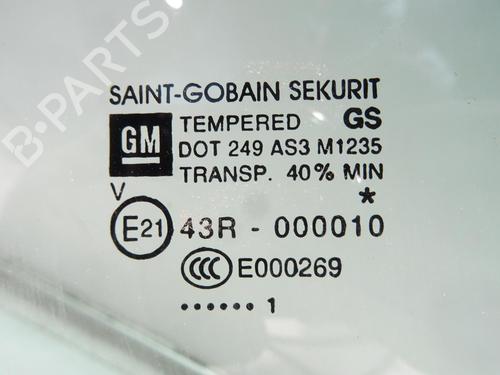 SAINT-GOBAIN SEKURIT
GM TEMPERED GS
DOT 249 AS3 M1235
TRANSP. 40% MIN
V *
E21 43R - 000010
CCC E000269
...... 1
B-PARTS